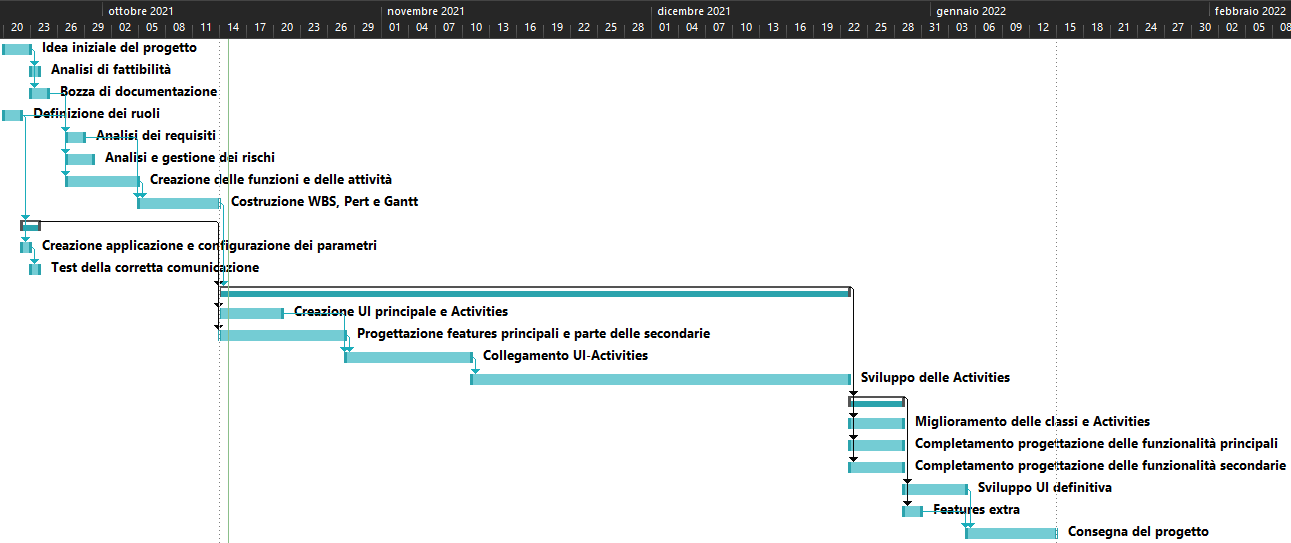 ottobre 2021 novembre 2021 dicembre 2021 gennaio 2022 febbraio 2022
20 23 26 29 02 05 08 11 14 17 20 23 26 29 01 04 07 10 13 16 19 22 25 28 01 04 07 10 13 16 19 22 25 28 31 03 06 09 12 15 18 21 24 27 30 02 05 08
Idea iniziale del progetto
Analisi di fattibilità
Bozza di documentazione
Definizione dei ruoli
Analisi dei requisiti
Analisi e gestione dei rischi
Creazione delle funzioni e delle attività
Costruzione WBS, Pert e Gantt
Creazione applicazione e configurazione dei parametri
Test della corretta comunicazione
Creazione UI principale e Activities
Progettazione features principali e parte delle secondarie
Collegamento UI-Activities
Sviluppo delle Activities
Miglioramento delle classi e Activities
Completamento progettazione delle funzionalità principali
Completamento progettazione delle funzionalità secondarie
Sviluppo UI definitiva
Features extra
Consegna del progetto